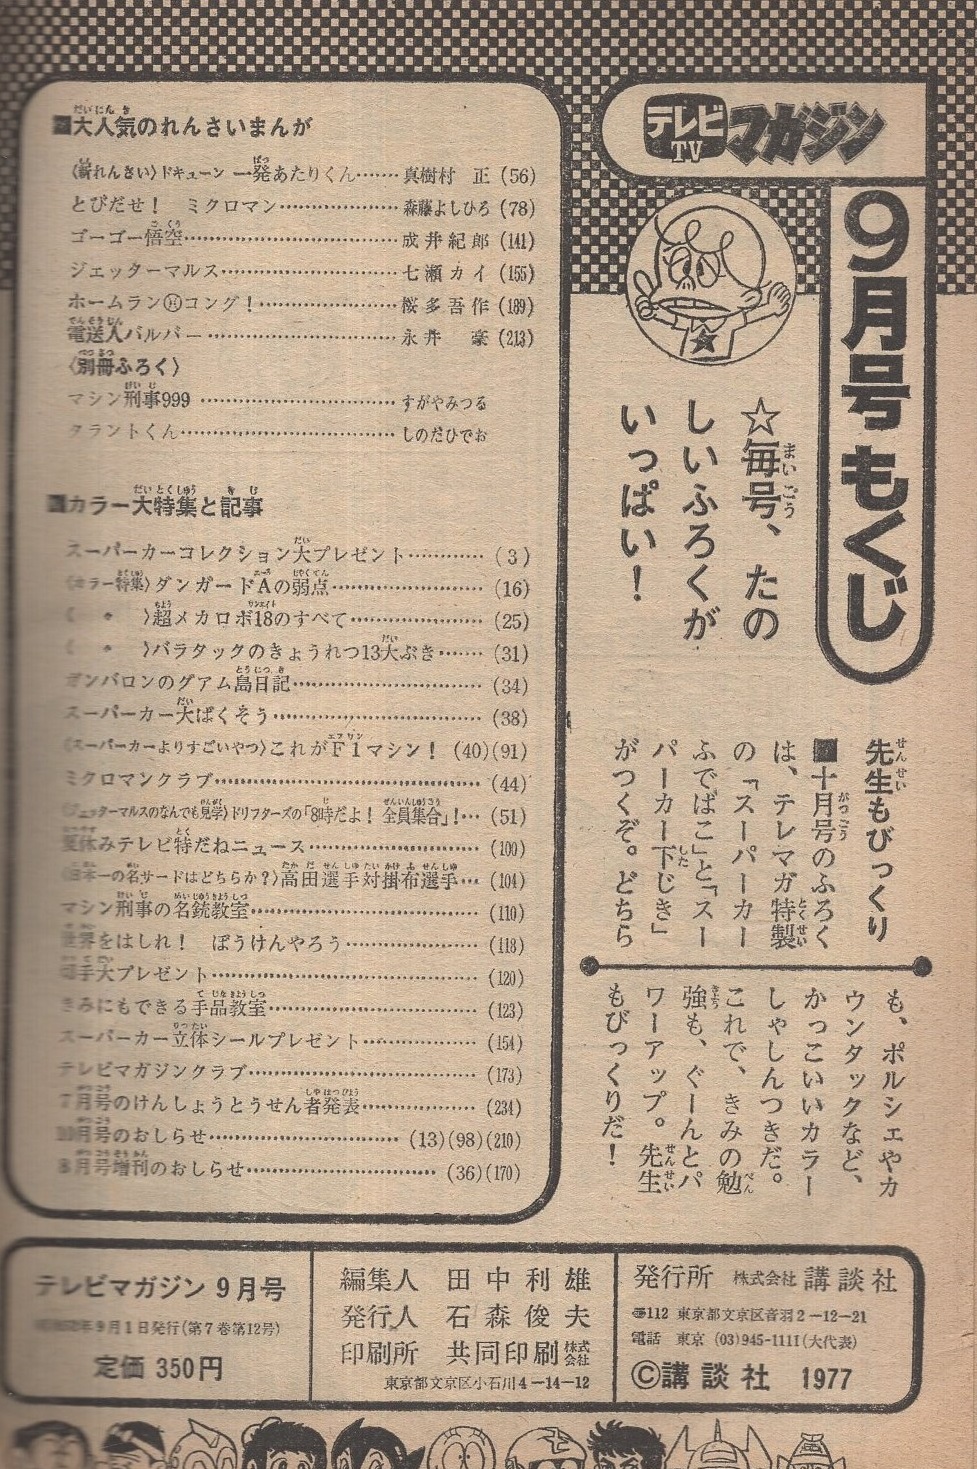 テレビTVマガジン
9月号もくじ
☆毎号、たの
しいふろくが
いっぱい！
先生もびっくり
■十月号のふろく
は、テレマガ特製
の「スーパーカー
ふでばこ」と「スー
パーカー下じき」
がつくぞ。どちら
も、ポルシェやカ
ウンタックなど、
かっこいいカラー
しゃしんつきだ。
これで、きみの勉
強も、ぐーんとパ
ワーアップ。先生
もびっくりだ！
■大人気のれんさいまんが
〈新れんさい〉ドキューン 一発あたりくん……真樹村 正 (56)
とびだせ！ ミクロマン……森藤よしひろ (78)
ゴーゴー悟空……成井紀郎 (141)
ジェッターマルス……七瀬カイ (155)
ホームランⒽコング！……桜多吾作 (189)
電送人バルバー……永井 豪 (213)
〈別冊ふろく〉
マシン刑事999……すがやみつる
タラントくん……しのだひでお
■カラー大特集と記事
スーパーカーコレクション大プレゼント……(3)
〈カラー特集〉ダンガードAの弱点……(16)
〈 〃 〉超メカロボ18のすべて……(25)
〈 〃 〉バラタックのきょうれつ13大ぶき……(31)
ガンバロンのグアム島日記……(34)
スーパーカー大ばくそう……(38)
〈スーパーカーよりすごいやつ〉これがF1マシン！ (40)(91)
ミクロマンクラブ……(44)
〈ジェッターマルスのなんでも見学〉ドリフターズの「8時だよ！ 全員集合」！…(51)
夏休みテレビ特だねニュース……(100)
〈日本一の名サードはどちらか？〉高田選手対掛布選手…(104)
マシン刑事の名銃教室……(110)
世界をはしれ！ ぼうけんやろう……(118)
切手大プレゼント……(120)
きみにもできる手品教室……(123)
スーパーカー立体シールプレゼント……(154)
テレビマガジンクラブ……(173)
7月号のけんしょうとうせん者発表……(234)
10月号のおしらせ……(13)(98)(210)
8月号増刊のおしらせ……(36)(170)
テレビマガジン 9月号
年9月1日発行(第7巻第12号)
定価 350円
編集人 田中利雄
発行人 石森俊夫
印刷所 共同印刷株式会社
東京都文京区小石川4-14-12
発行所 株式会社 講談社
〒112 東京都文京区音羽2-12-21
電話 東京 (03)945-1111(大代表)
©講談社 1977